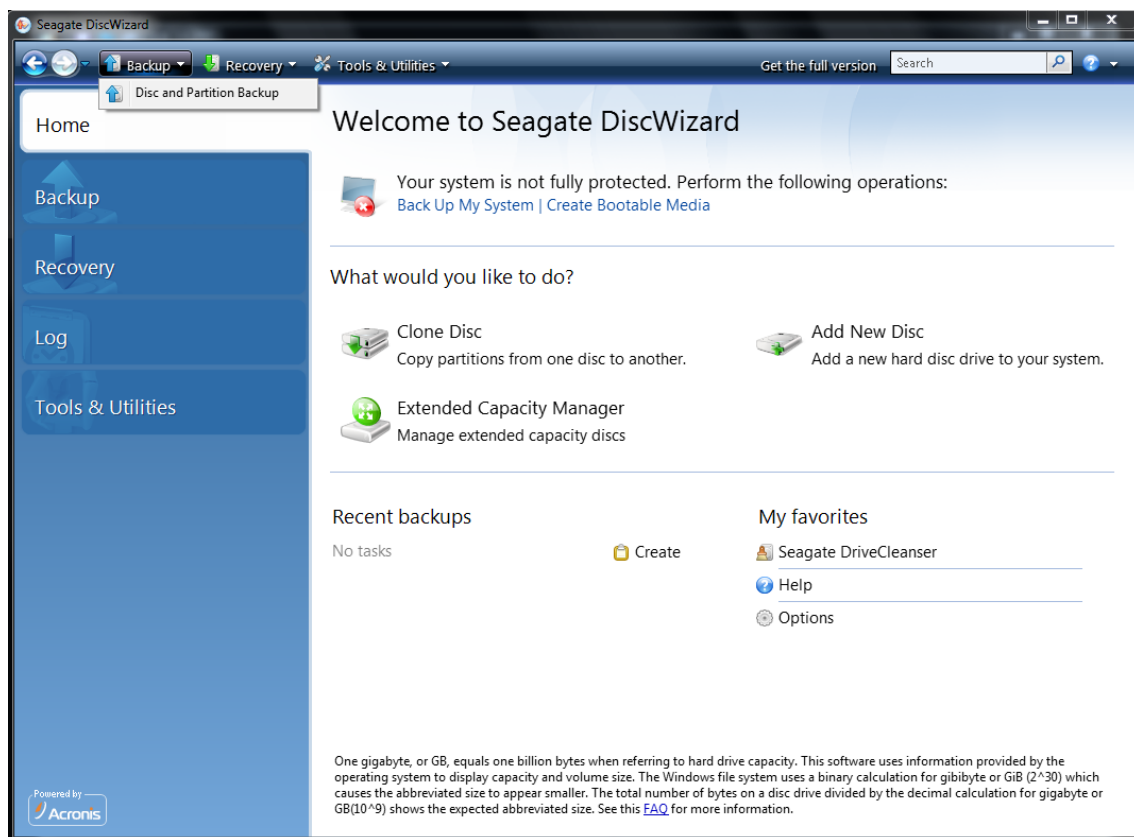 Seagate DiscWizard
Backup
Recovery
Tools & Utilities
Get the full version
Search
Disc and Partition Backup
Home
Backup
Recovery
Log
Tools & Utilities
Welcome to Seagate DiscWizard
Your system is not fully protected. Perform the following operations:
Back Up My System | Create Bootable Media
What would you like to do?
Clone Disc
Copy partitions from one disc to another.
Add New Disc
Add a new hard disc drive to your system.
Extended Capacity Manager
Manage extended capacity discs
Recent backups
No tasks
Create
My favorites
Seagate DriveCleanser
Help
Options
One gigabyte, or GB, equals one billion bytes when referring to hard drive capacity. This software uses information provided by the
operating system to display capacity and volume size. The Windows file system uses a binary calculation for gibibyte or GiB (2^30) which
causes the abbreviated size to appear smaller. The total number of bytes on a disc drive divided by the decimal calculation for gigabyte or
GB(10^9) shows the expected abbreviated size. See this FAQ for more information.
Powered by
Acronis